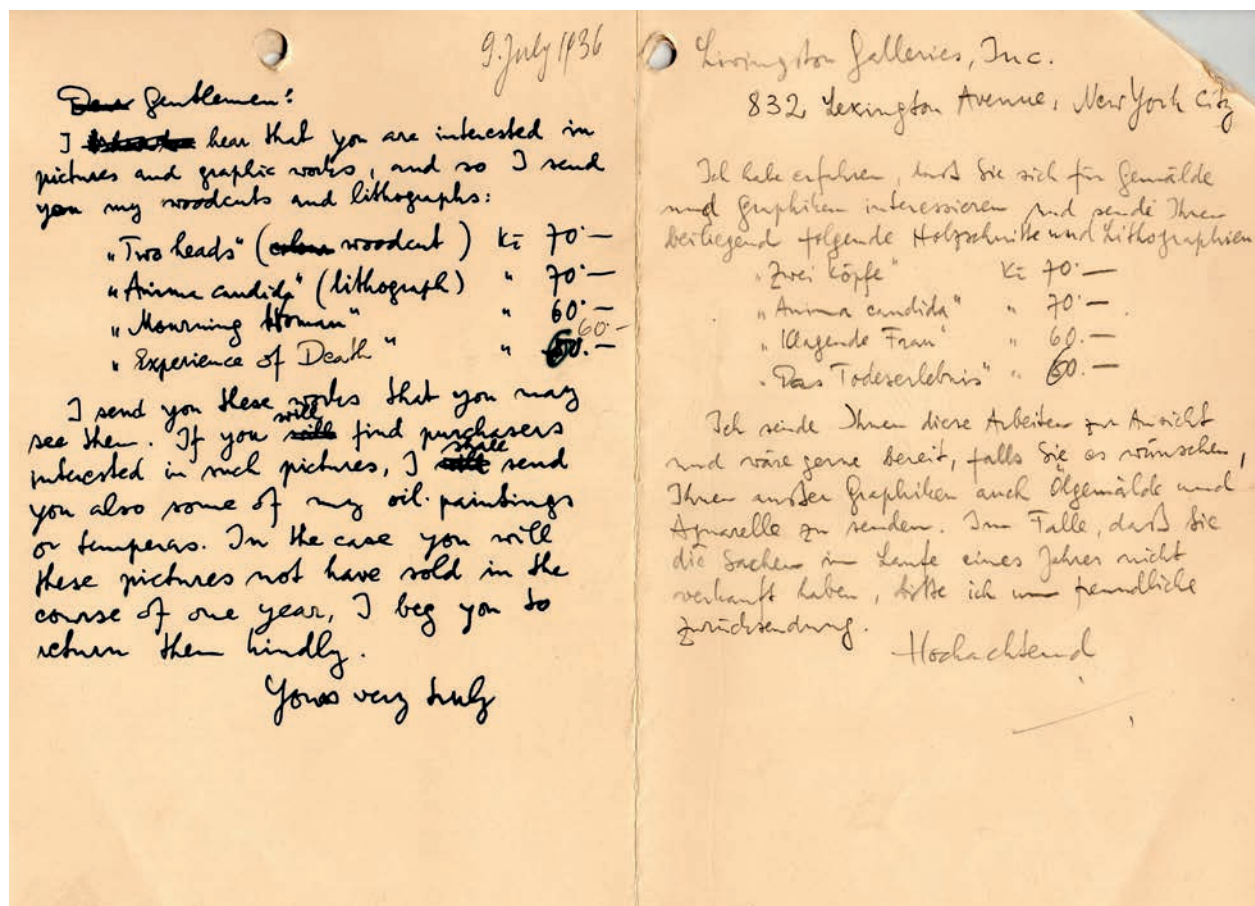 9. July 1936
Gentlemen!
I hear that you are interested in
pictures and graphic works, and so I send
you my woodcuts and lithographs:
„Two heads“ (woodcut) Kč 70·—
„Anima candida“ (lithograph) " 70·—
„Mourning Woman“ " 60·—
„Experience of Death“ " 60.—
60.-
I send you these works that you may
see them. If you will find purchasers
interested in such pictures, I shall send
you also some of my oil-paintings
or temperas. In the case you will
these pictures not have sold in the
course of one year, I beg you to
return them kindly.
Yours very truly
Livingston Galleries, Inc.
832 Lexington Avenue, New York City
Ich habe erfahren, daß Sie sich für Gemälde
und Graphiken interessieren und sende Ihnen
beiliegend folgende Holzschnitte und Lithographien
„Zwei Köpfe“ Kč 70·—
„Anima candida“ " 70.—
„Klagende Frau“ " 60.—
„Das Todeserlebnis“ " 60.—
Ich sende Ihnen diese Arbeiten zur Ansicht
und wäre gerne bereit, falls Sie es wünschen,
Ihnen außer Graphiken auch Ölgemälde und
Aquarelle zu senden. Im Falle, daß Sie
die Sachen im Laufe eines Jahres nicht
verkauft haben, bitte ich um freundliche
Zurücksendung.
Hochachtend